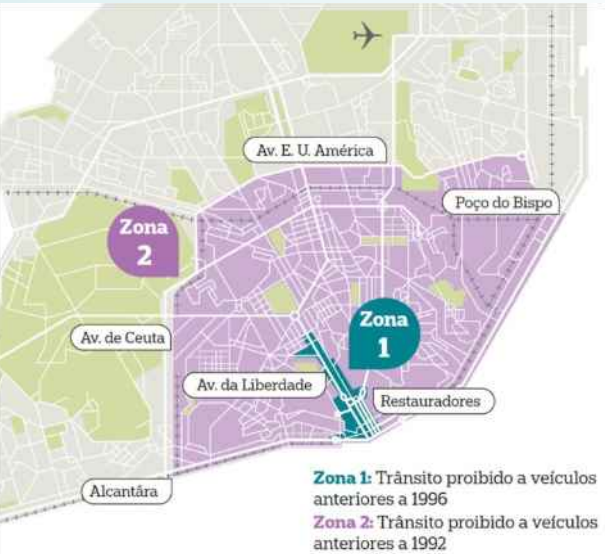 Av. E. U. América
Poço do Bispo
Zona
2
Zona
1
Av. de Ceuta
Av. da Liberdade
Restauradores
Alcantâra
Zona 1: Trânsito proibido a veículos
anteriores a 1996
Zona 2: Trânsito proibido a veículos
anteriores a 1992